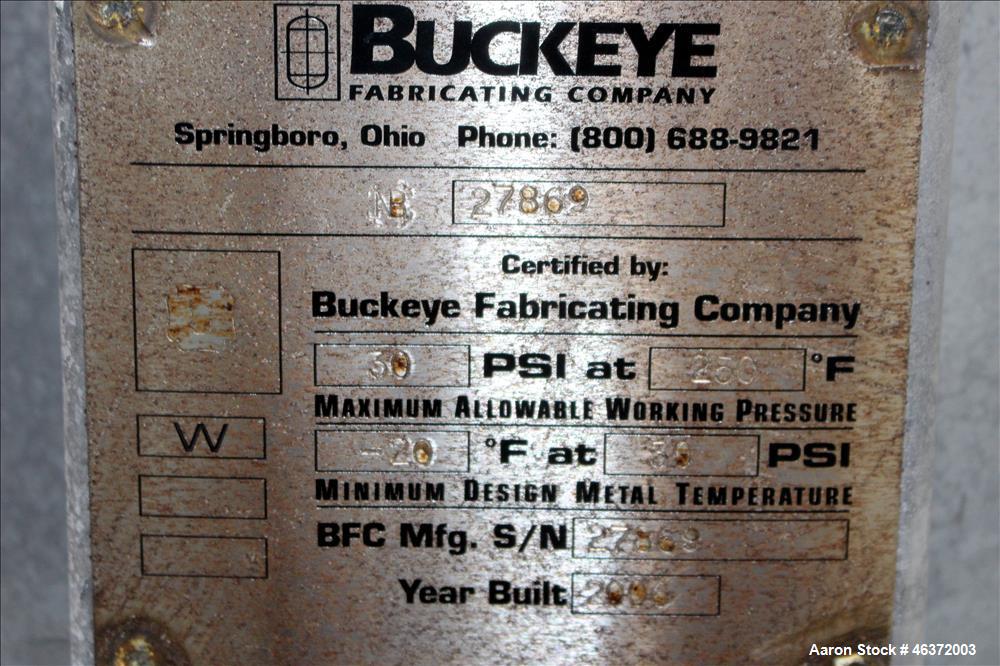 BUCKEYE
FABRICATING COMPANY
Springboro, Ohio Phone: (800) 688-9821
27869
Certified by:
Buckeye Fabricating Company
30 PSI at °F
MAXIMUM ALLOWABLE WORKING PRESSURE
W
-20 °F at PSI
MINIMUM DESIGN METAL TEMPERATURE
BFC Mfg. S/N 27869
Year Built
Aaron Stock # 46372003